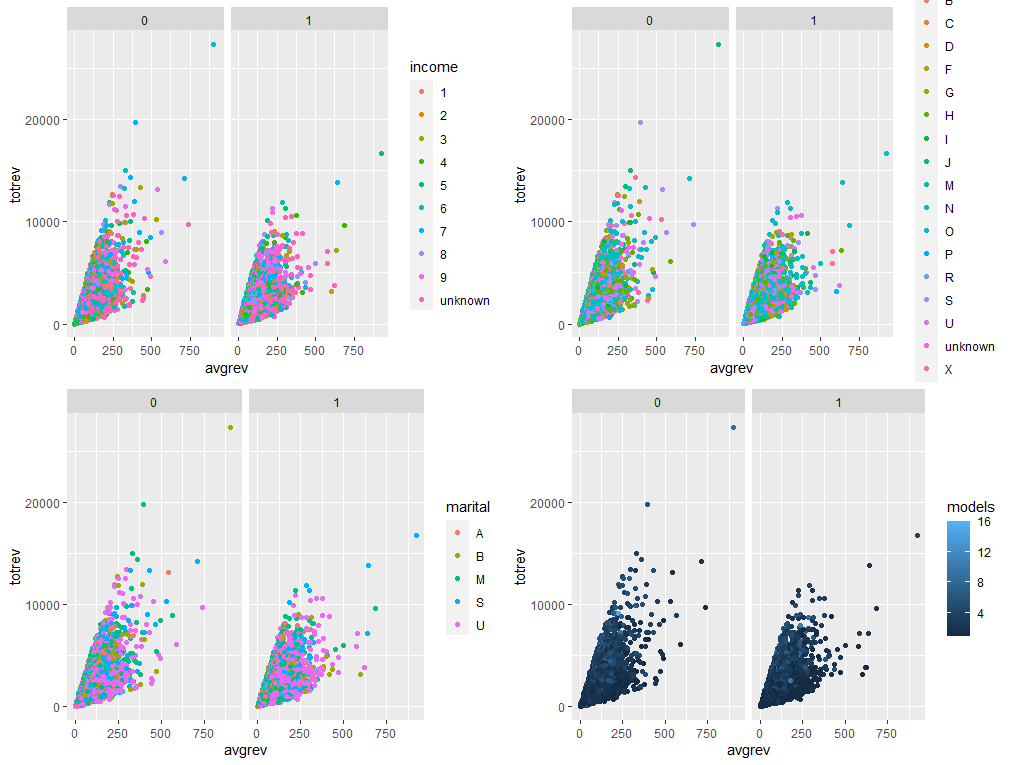 0 1
totrev
20000
10000
0
0 250 500 750 0 250 500 750
avgrev
income
1
2
3
4
5
6
7
8
9
unknown
0 1
totrev
20000
10000
0
0 250 500 750 0 250 500 750
avgrev
B
C
D
F
G
H
I
J
M
N
O
P
R
S
U
unknown
X
0 1
totrev
20000
10000
0
0 250 500 750 0 250 500 750
avgrev
marital
A
B
M
S
U
0 1
totrev
20000
10000
0
0 250 500 750 0 250 500 750
avgrev
models
16
12
8
4